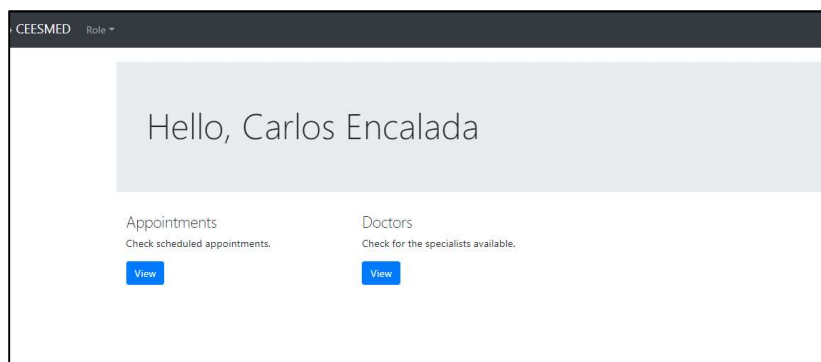 CEESMED Role
Hello, Carlos Encalada
Appointments
Check scheduled appointments.
View
Doctors
Check for the specialists available.
View